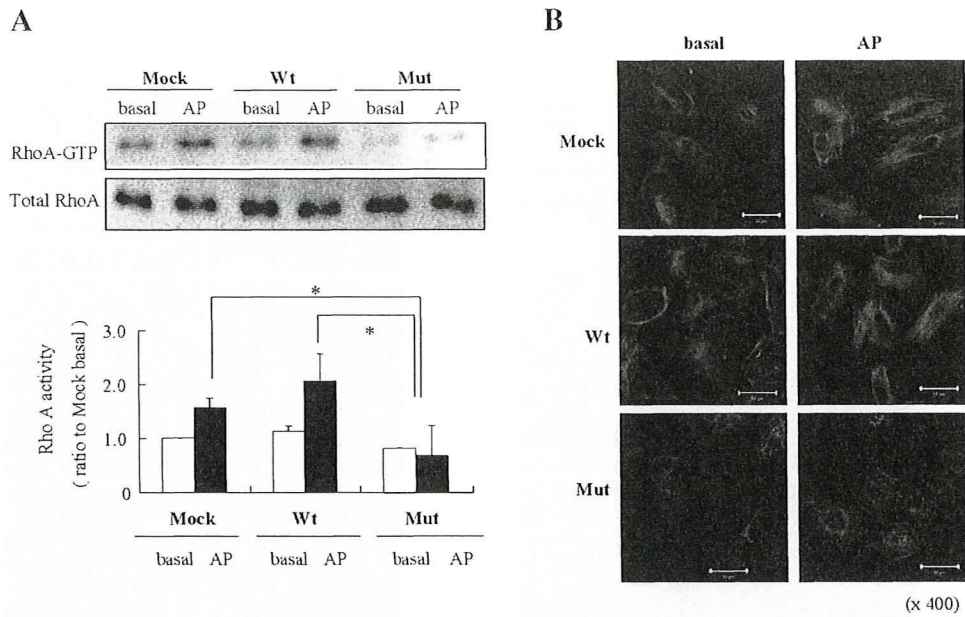 A
Mock Wt Mut
basal AP basal AP basal AP
RhoA-GTP
Total RhoA
*
*
3.0
2.0
1.0
0
Rho A activity
( ratio to Mock basal )
Mock Wt Mut
basal AP basal AP basal AP
B
basal AP
Mock
Wt
Mut
(x 400)